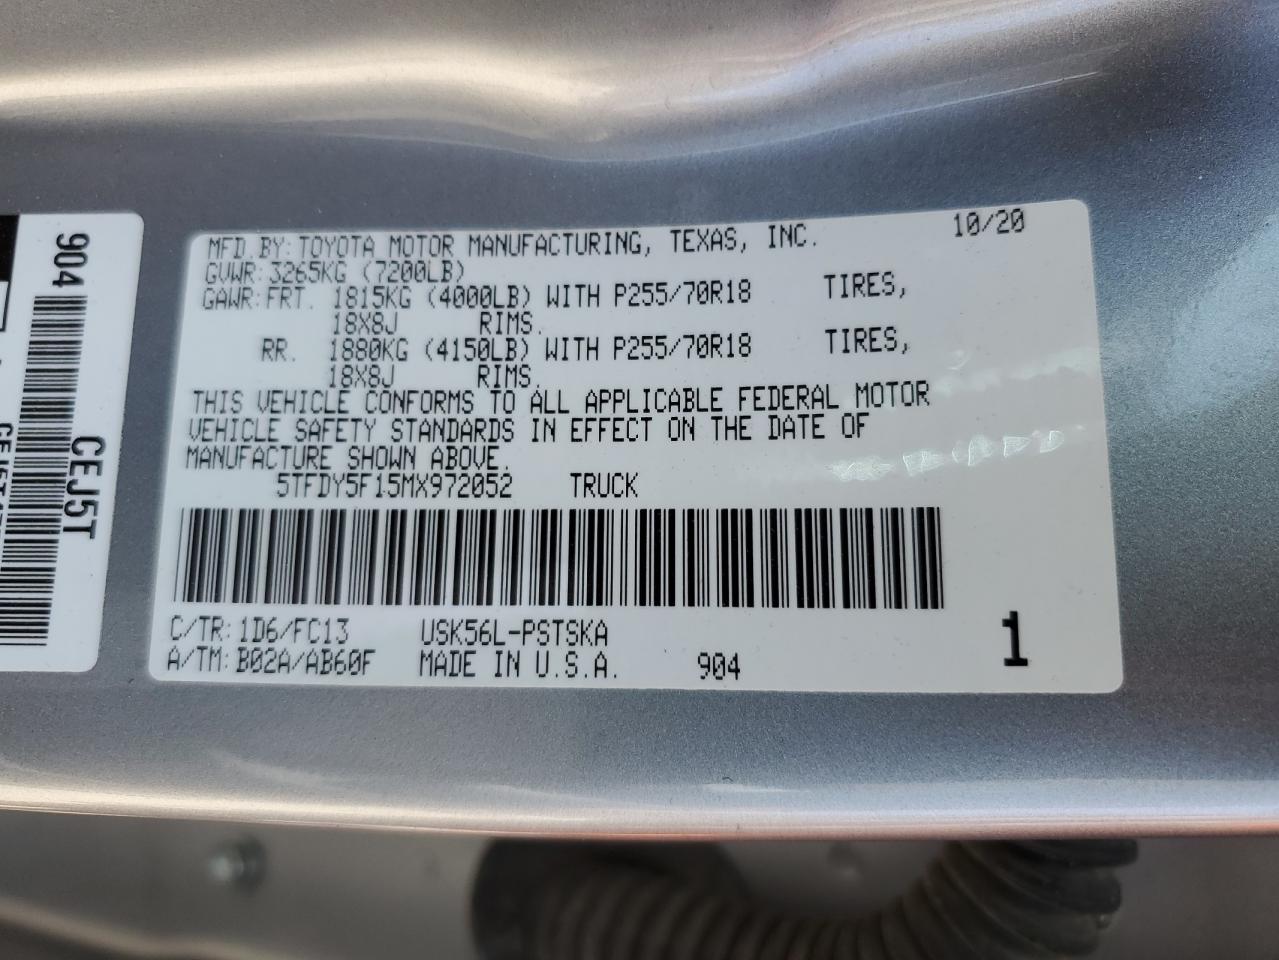 MFD. BY: TOYOTA MOTOR MANUFACTURING, TEXAS, INC. 10/20
GVWR: 3265KG (7200LB)
GAWR: FRT. 1815KG (4000LB) WITH P255/70R18 TIRES,
18X8J RIMS.
RR. 1880KG (4150LB) WITH P255/70R18 TIRES,
18X8J RIMS.
THIS VEHICLE CONFORMS TO ALL APPLICABLE FEDERAL MOTOR
VEHICLE SAFETY STANDARDS IN EFFECT ON THE DATE OF
MANUFACTURE SHOWN ABOVE.
5TFDY5F15MX972052 TRUCK
C/TR: 1D6/FC13 USK56L-PSTSKA
A/TM: B02A/AB60F MADE IN U.S.A. 904
1
904
CEJ5T